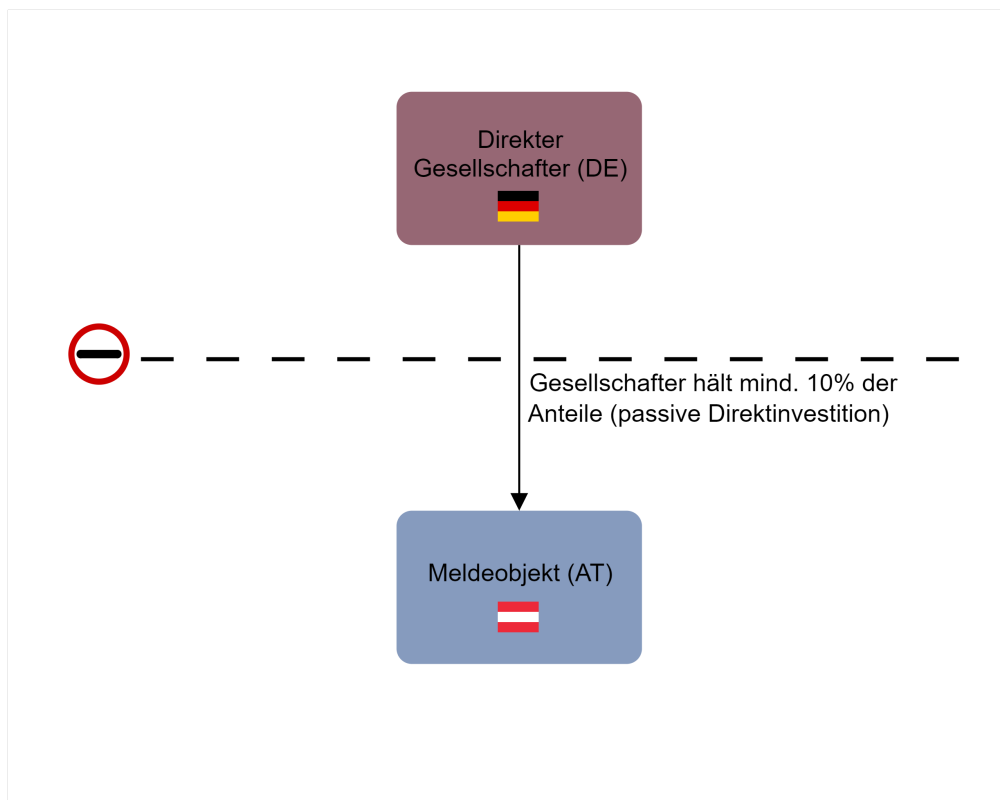 Direkter
Gesellschafter (DE)
Gesellschafter hält mind. 10% der
Anteile (passive Direktinvestition)
Meldeobjekt (AT)